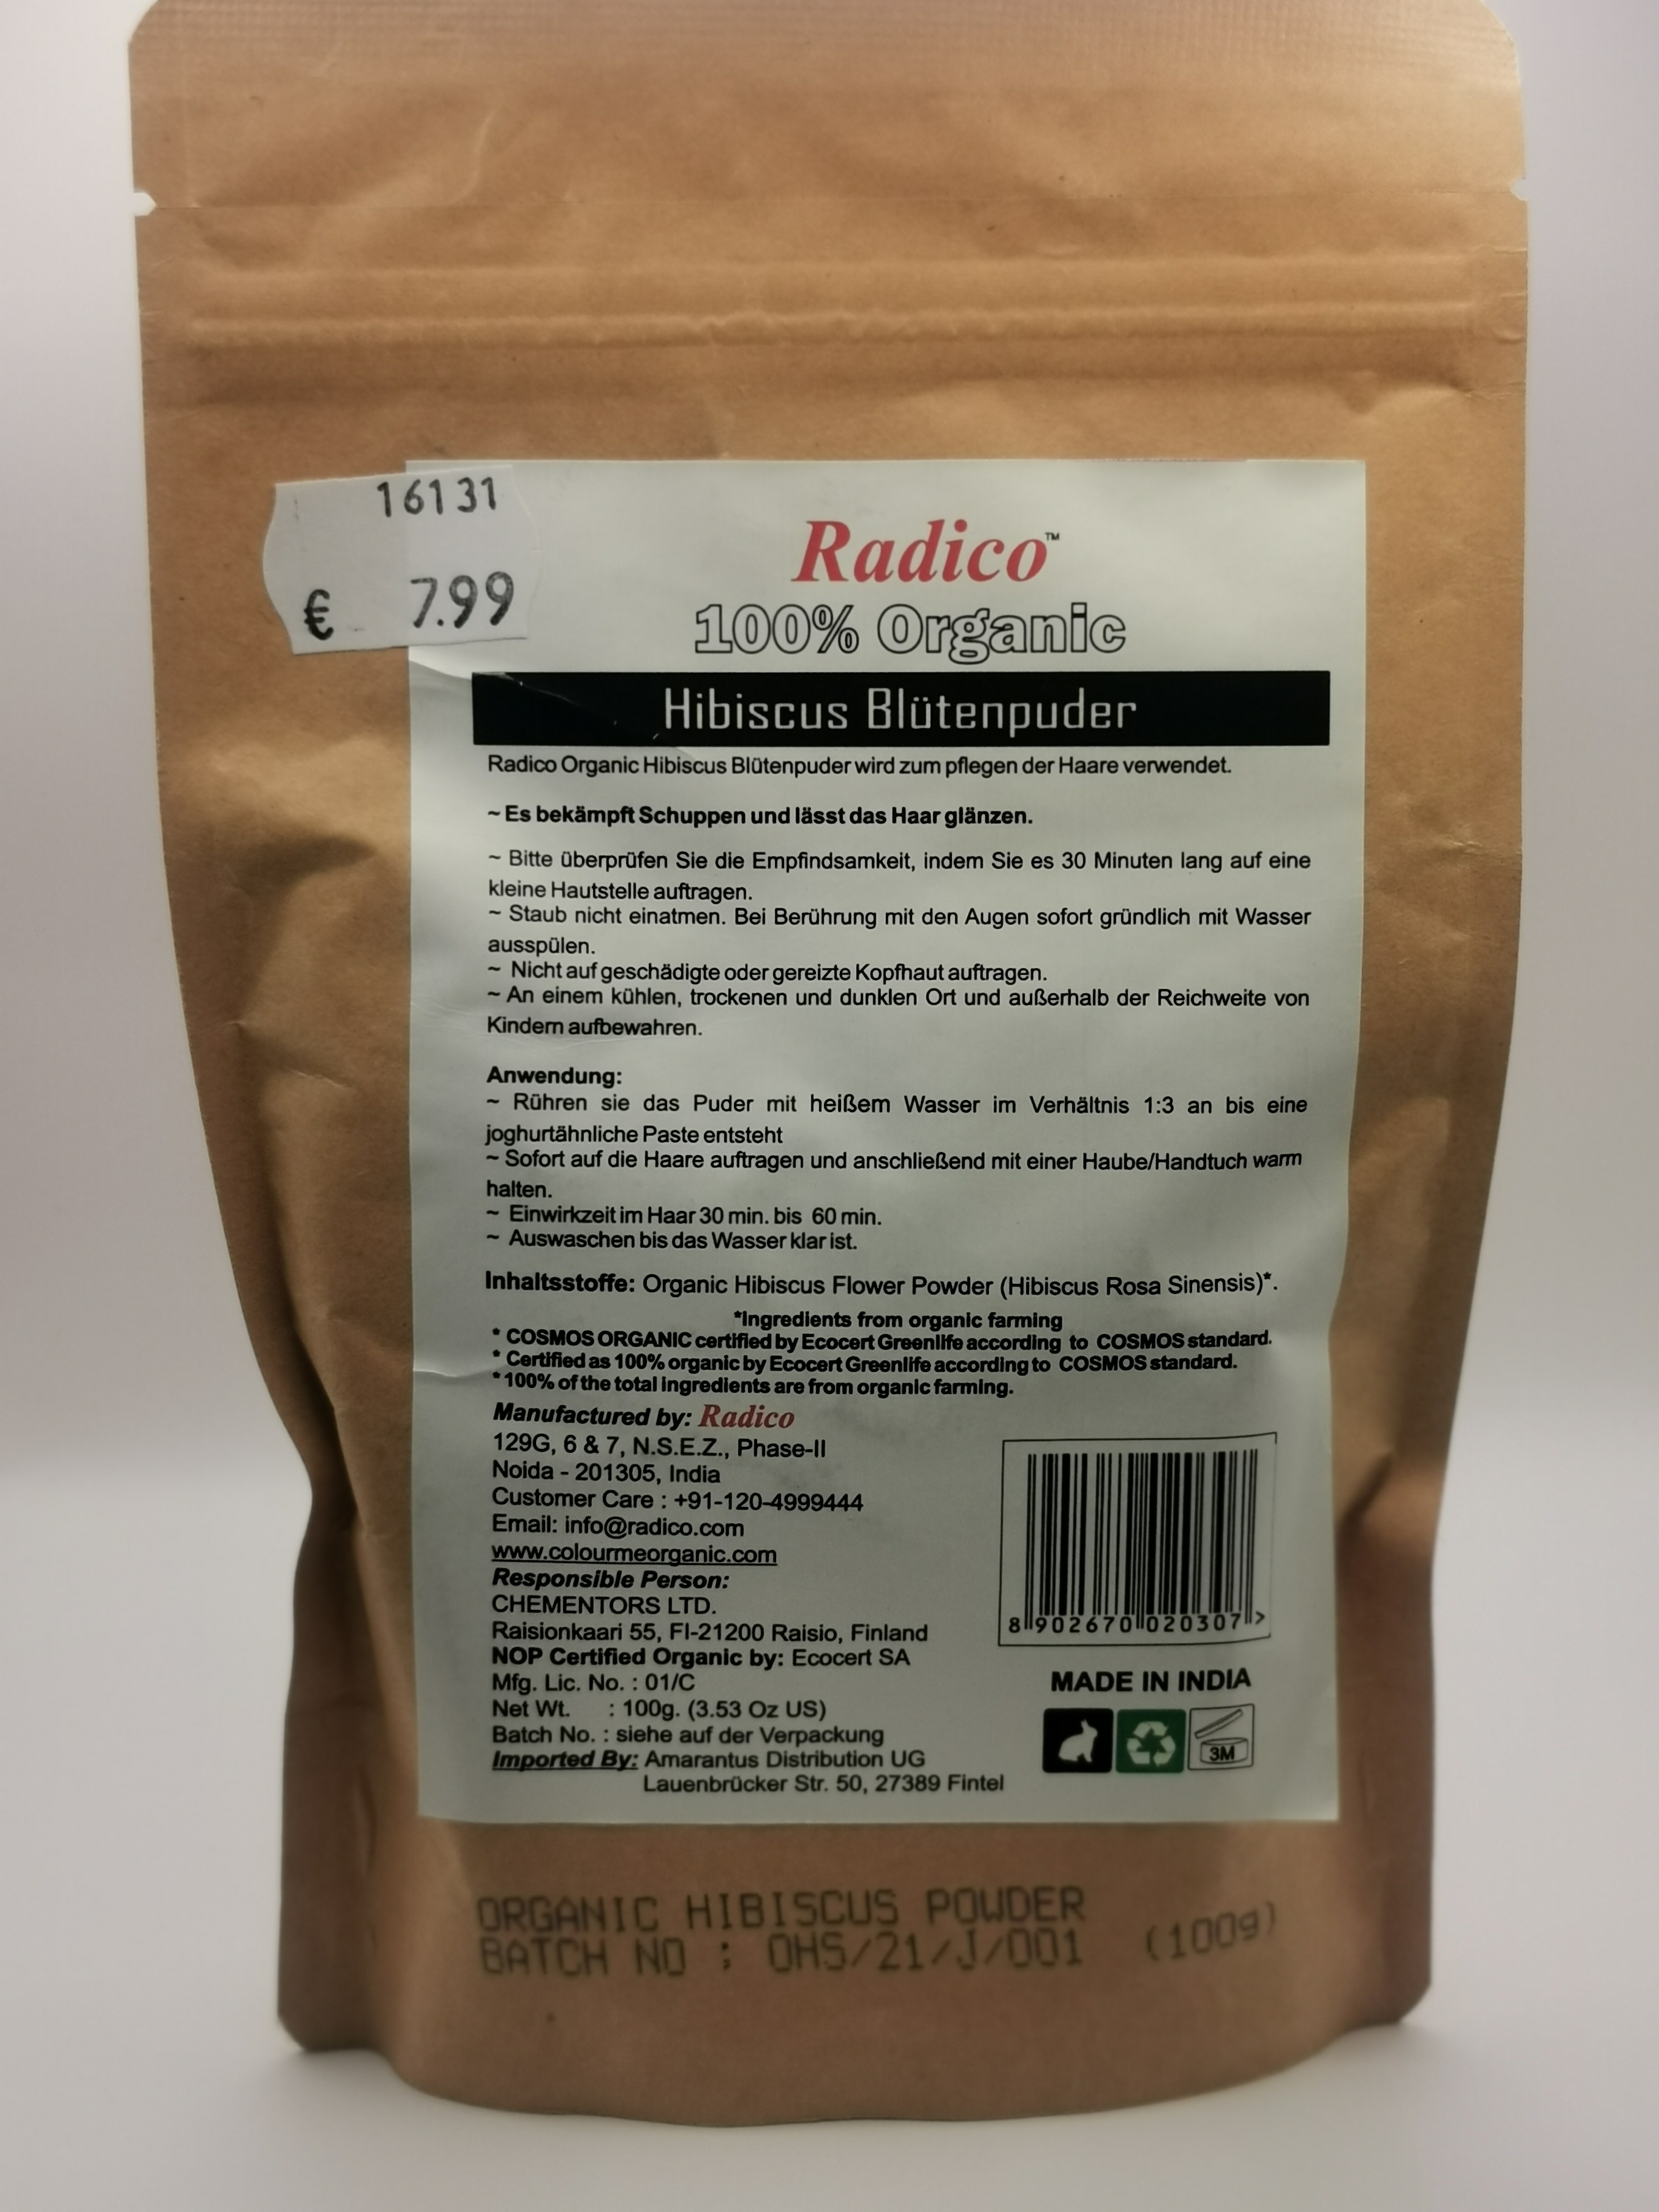 16131
€ 7.99
Radico™
100% Organic
Hibiscus Blütenpuder
Radico Organic Hibiscus Blütenpuder wird zum pflegen der Haare verwendet.
~ Es bekämpft Schuppen und lässt das Haar glänzen.
~ Bitte überprüfen Sie die Empfindsamkeit, indem Sie es 30 Minuten lang auf eine
kleine Hautstelle auftragen.
~ Staub nicht einatmen. Bei Berührung mit den Augen sofort gründlich mit Wasser
ausspülen.
~ Nicht auf geschädigte oder gereizte Kopfhaut auftragen.
~ An einem kühlen, trockenen und dunklen Ort und außerhalb der Reichweite von
Kindern aufbewahren.
Anwendung:
~ Rühren sie das Puder mit heißem Wasser im Verhältnis 1:3 an bis eine
joghurtähnliche Paste entsteht
~ Sofort auf die Haare auftragen und anschließend mit einer Haube/Handtuch warm
halten.
~ Einwirkzeit im Haar 30 min. bis 60 min.
~ Auswaschen bis das Wasser klar ist.
Inhaltsstoffe: Organic Hibiscus Flower Powder (Hibiscus Rosa Sinensis)*.
*Ingredients from organic farming
* COSMOS ORGANIC certified by Ecocert Greenlife according to COSMOS standard.
* Certified as 100% organic by Ecocert Greenlife according to COSMOS standard.
* 100% of the total ingredients are from organic farming.
Manufactured by: Radico
129G, 6 & 7, N.S.E.Z., Phase-II
Noida - 201305, India
Customer Care : +91-120-4999444
Email: info@radico.com
www.colourmeorganic.com
Responsible Person:
CHEMENTORS LTD.
Raisionkaari 55, FI-21200 Raisio, Finland
NOP Certified Organic by: Ecocert SA
Mfg. Lic. No. : 01/C
Net Wt. : 100g. (3.53 Oz US)
Batch No. : siehe auf der Verpackung
Imported By: Amarantus Distribution UG
Lauenbrücker Str. 50, 27389 Fintel
8 902670 020307 >
MADE IN INDIA
3M
ORGANIC HIBISCUS POWDER
BATCH NO : OHS/21/J/001 (100g)